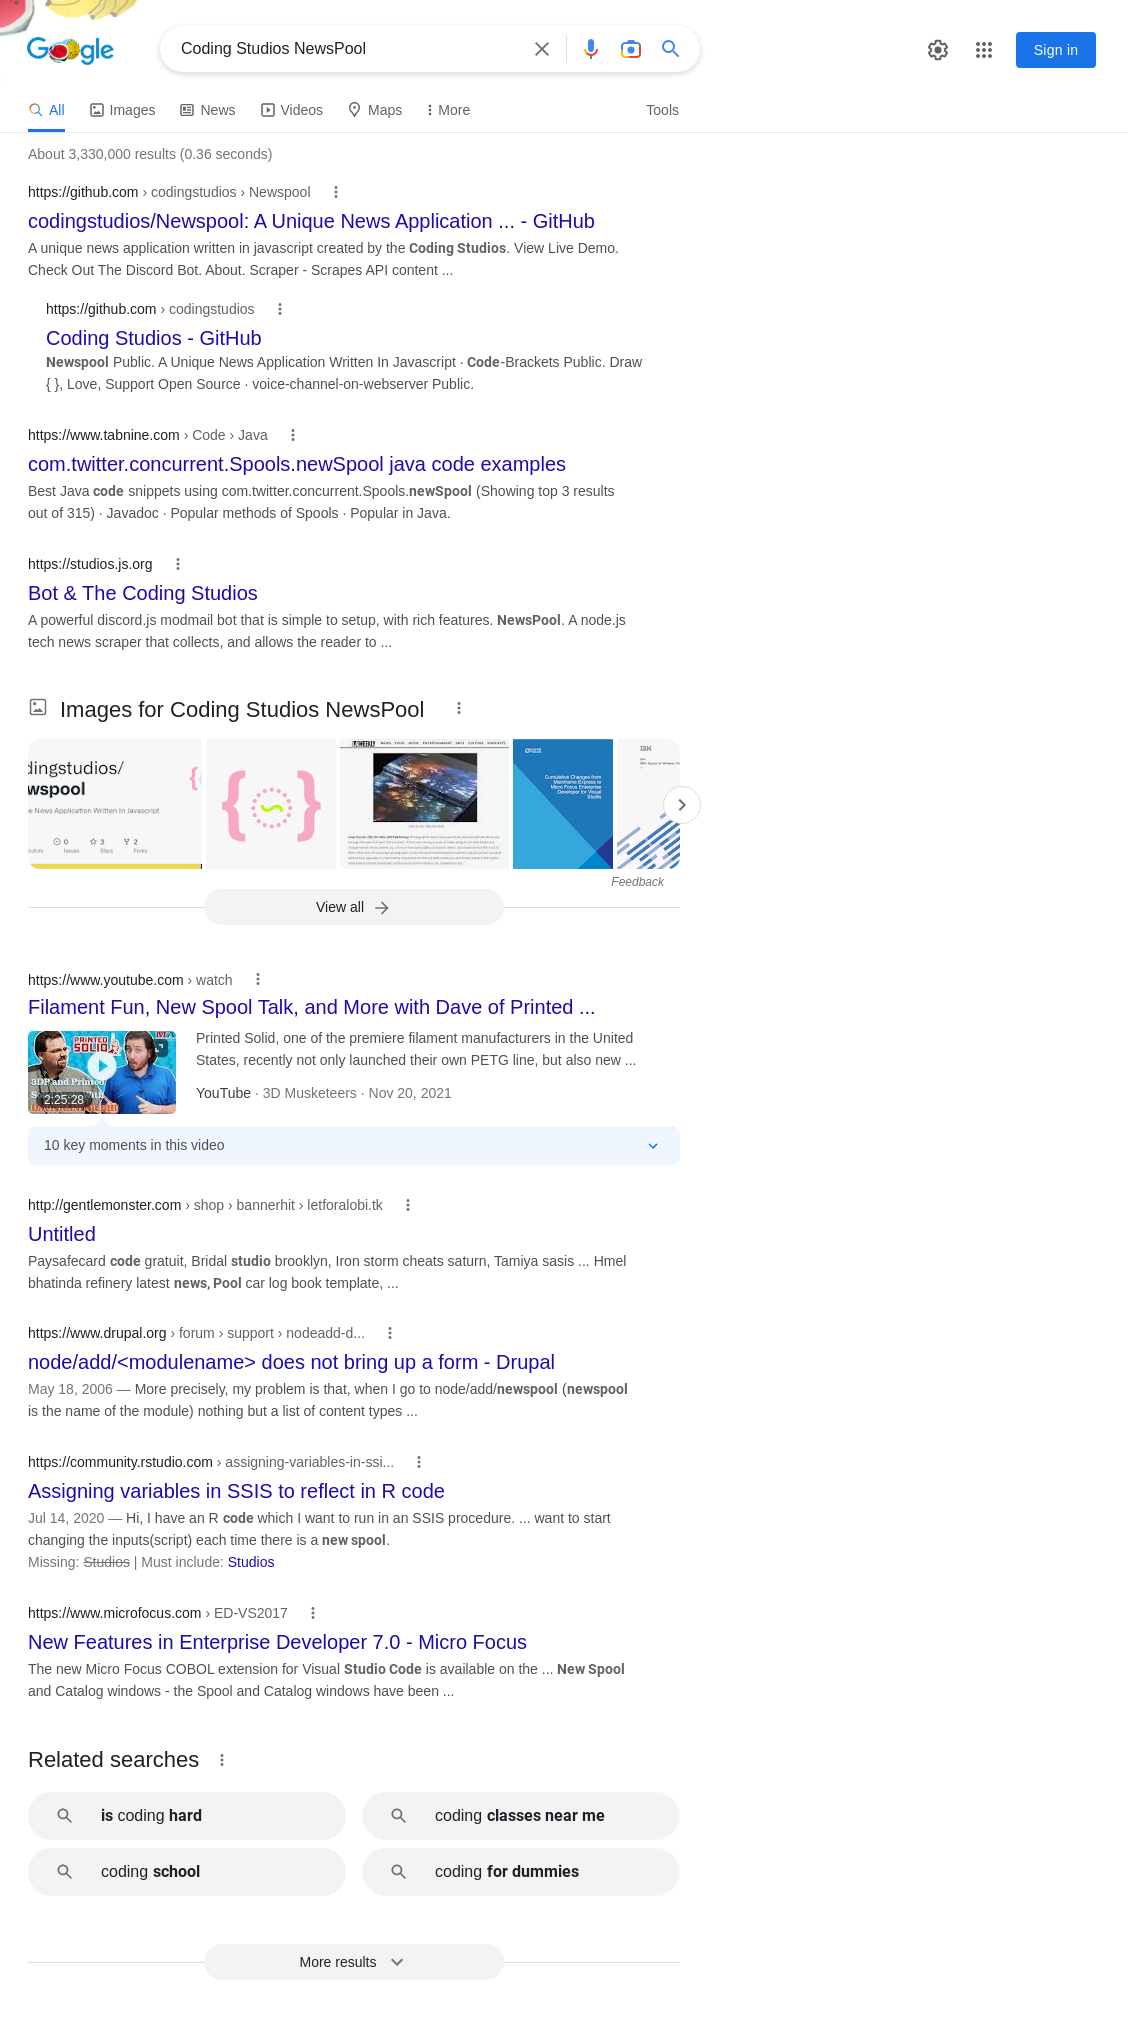 Google
Coding Studios NewsPool
Sign in
All
Images
News
Videos
Maps
More
Tools
About 3,330,000 results (0.36 seconds)
https://github.com › codingstudios › Newspool
codingstudios/Newspool: A Unique News Application ... - GitHub
A unique news application written in javascript created by the Coding Studios. View Live Demo.
Check Out The Discord Bot. About. Scraper - Scrapes API content ...
https://github.com › codingstudios
Coding Studios - GitHub
Newspool Public. A Unique News Application Written In Javascript · Code-Brackets Public. Draw
{ }, Love, Support Open Source · voice-channel-on-webserver Public.
https://www.tabnine.com › Code › Java
com.twitter.concurrent.Spools.newSpool java code examples
Best Java code snippets using com.twitter.concurrent.Spools.newSpool (Showing top 3 results
out of 315) · Javadoc · Popular methods of Spools · Popular in Java.
https://studios.js.org
Bot & The Coding Studios
A powerful discord.js modmail bot that is simple to setup, with rich features. NewsPool. A node.js
tech news scraper that collects, and allows the reader to ...
Images for Coding Studios NewsPool
dingstudios/
wspool
e News Application Written In Javascript
0
3
2
Issues
Stars
Forks
Cumulative Changes from
Mainframe Express to
Micro Focus Enterprise
Developer for Visual
Studio
IBM
Feedback
View all
https://www.youtube.com › watch
Filament Fun, New Spool Talk, and More with Dave of Printed ...
PRINTED
SOLID
3DP and Printed
2:25:28
Printed Solid, one of the premiere filament manufacturers in the United
States, recently not only launched their own PETG line, but also new ...
YouTube · 3D Musketeers · Nov 20, 2021
10 key moments in this video
http://gentlemonster.com › shop › bannerhit › letforalobi.tk
Untitled
Paysafecard code gratuit, Bridal studio brooklyn, Iron storm cheats saturn, Tamiya sasis ... Hmel
bhatinda refinery latest news, Pool car log book template, ...
https://www.drupal.org › forum › support › nodeadd-d...
node/add/<modulename> does not bring up a form - Drupal
May 18, 2006 — More precisely, my problem is that, when I go to node/add/newspool (newspool
is the name of the module) nothing but a list of content types ...
https://community.rstudio.com › assigning-variables-in-ssi...
Assigning variables in SSIS to reflect in R code
Jul 14, 2020 — Hi, I have an R code which I want to run in an SSIS procedure. ... want to start
changing the inputs(script) each time there is a new spool.
Missing: Studios | Must include: Studios
https://www.microfocus.com › ED-VS2017
New Features in Enterprise Developer 7.0 - Micro Focus
The new Micro Focus COBOL extension for Visual Studio Code is available on the ... New Spool
and Catalog windows - the Spool and Catalog windows have been ...
Related searches
is coding hard
coding classes near me
coding school
coding for dummies
More results